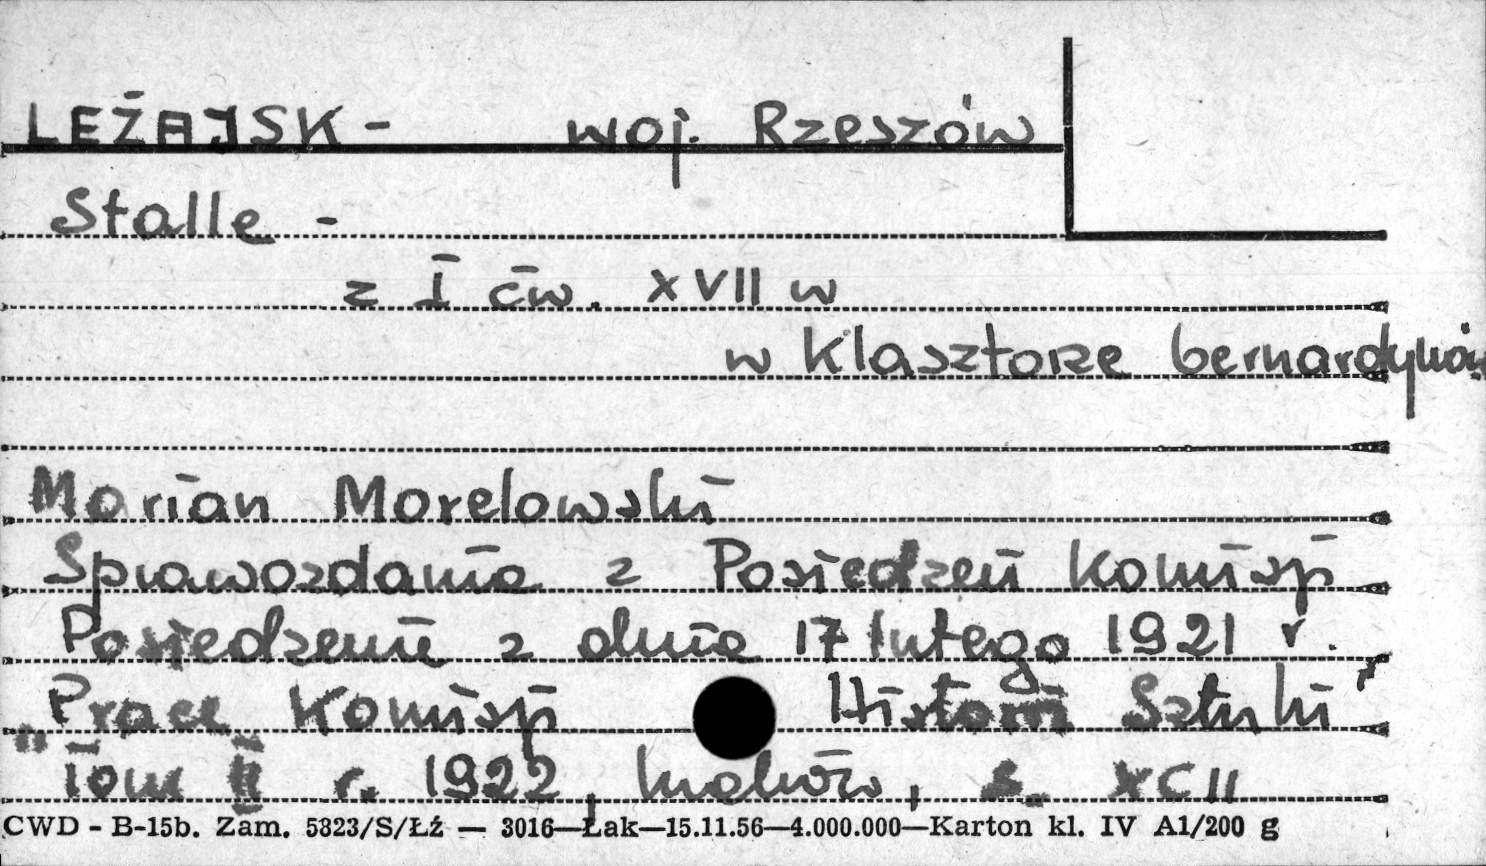 LEŻAJSK - woj. Rzeszów
Stalle -
z I ćw. XVII w
w Klasztorze bernardynów
Marian Morelowski
Sprawozdania z Posiedzeń Komisji
Posiedzenie z dnia 17 lutego 1921 r.
"Prace Komisji Historii Sztuki"
Tom II r. 1922, Kraków, s. XCII
CWD - B-15b. Zam. 5823/S/Łź — 3016—Łak—15.11.56—4.000.000—Karton kl. IV A1/200 g